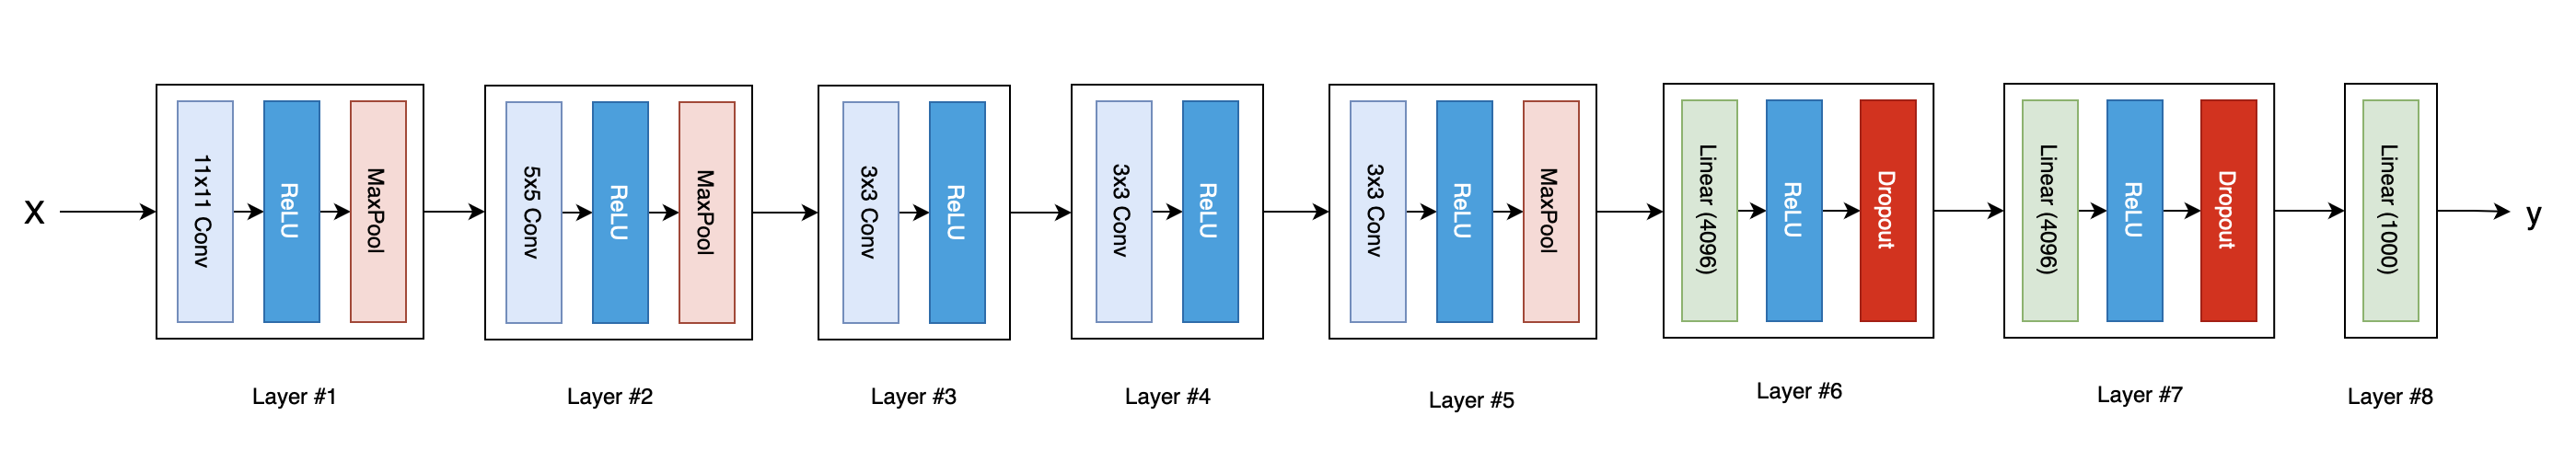 x
11x11 Conv
ReLU
MaxPool
5x5 Conv
ReLU
MaxPool
3x3 Conv
ReLU
3x3 Conv
ReLU
3x3 Conv
ReLU
MaxPool
Linear (4096)
ReLU
Dropout
Linear (4096)
ReLU
Dropout
Linear (1000)
y
Layer #1
Layer #2
Layer #3
Layer #4
Layer #5
Layer #6
Layer #7
Layer #8